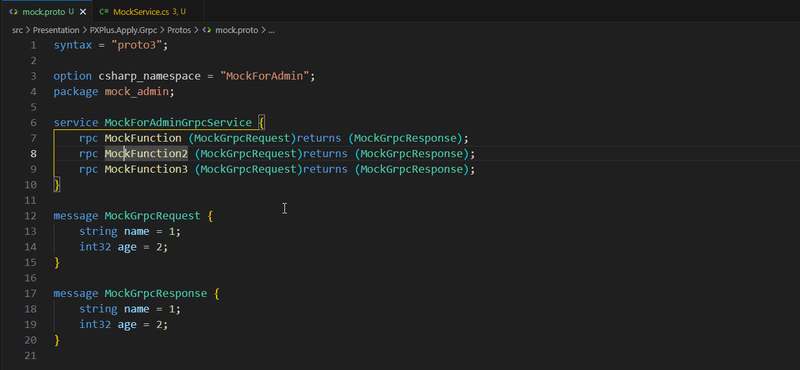 mock.proto U MockService.cs 3, U
src > Presentation > PXPlus.Apply.Grpc > Protos > mock.proto > ...
1 syntax = "proto3";
2
3 option csharp_namespace = "MockForAdmin";
4 package mock_admin;
5
6 service MockForAdminGrpcService {
7 rpc MockFunction (MockGrpcRequest)returns (MockGrpcResponse);
8 rpc MockFunction2 (MockGrpcRequest)returns (MockGrpcResponse);
9 rpc MockFunction3 (MockGrpcRequest)returns (MockGrpcResponse);
10 }
11
12 message MockGrpcRequest {
13 string name = 1;
14 int32 age = 2;
15 }
16
17 message MockGrpcResponse {
18 string name = 1;
19 int32 age = 2;
20 }
21